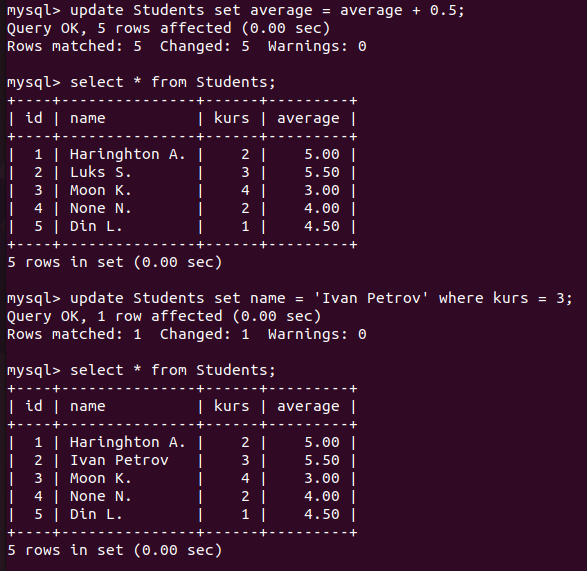 mysql> update Students set average = average + 0.5;
Query OK, 5 rows affected (0.00 sec)
Rows matched: 5  Changed: 5  Warnings: 0

mysql> select * from Students;
+----+---------------+------+---------+
| id | name          | kurs | average |
+----+---------------+------+---------+
|  1 | Haringhton A. |    2 |    5.00 |
|  2 | Luks S.       |    3 |    5.50 |
|  3 | Moon K.       |    4 |    3.00 |
|  4 | None N.       |    2 |    4.00 |
|  5 | Din L.        |    1 |    4.50 |
+----+---------------+------+---------+
5 rows in set (0.00 sec)

mysql> update Students set name = 'Ivan Petrov' where kurs = 3;
Query OK, 1 row affected (0.00 sec)
Rows matched: 1  Changed: 1  Warnings: 0

mysql> select * from Students;
+----+---------------+------+---------+
| id | name          | kurs | average |
+----+---------------+------+---------+
|  1 | Haringhton A. |    2 |    5.00 |
|  2 | Ivan Petrov   |    3 |    5.50 |
|  3 | Moon K.       |    4 |    3.00 |
|  4 | None N.       |    2 |    4.00 |
|  5 | Din L.        |    1 |    4.50 |
+----+---------------+------+---------+
5 rows in set (0.00 sec)